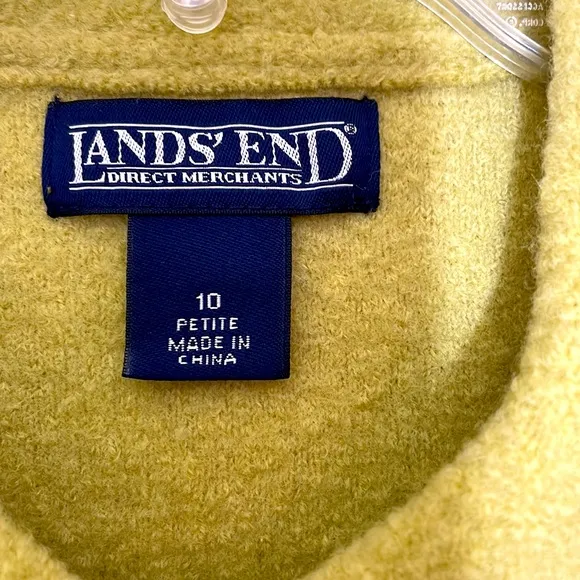 LANDS' END®
DIRECT MERCHANTS
10
PETITE
MADE IN
CHINA